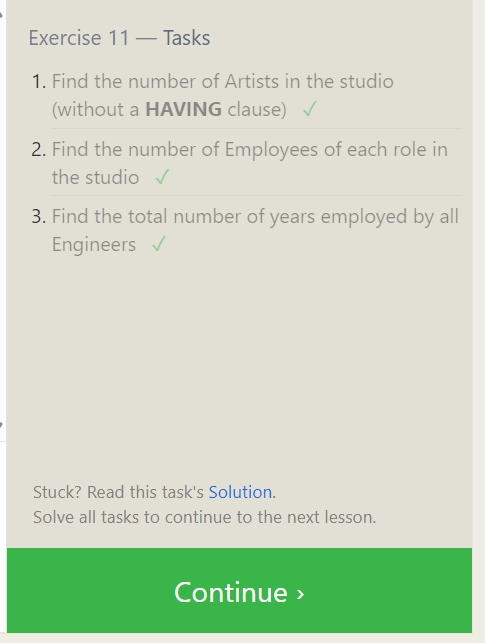 Exercise 11 — Tasks
1. Find the number of Artists in the studio
(without a HAVING clause) ✓
2. Find the number of Employees of each role in
the studio ✓
3. Find the total number of years employed by all
Engineers ✓
Stuck? Read this task's Solution.
Solve all tasks to continue to the next lesson.
Continue ›